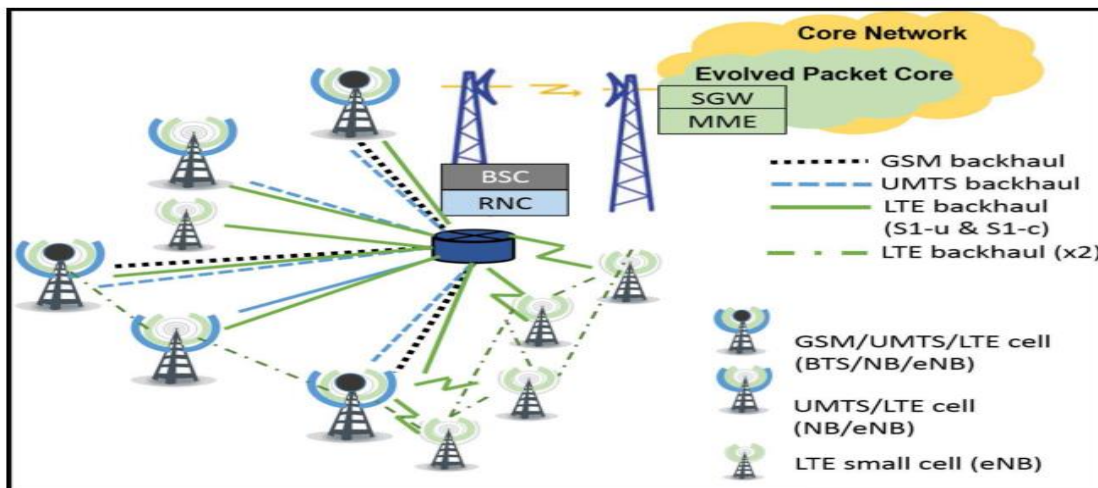 Core Network
Evolved Packet Core
SGW
MME
BSC
RNC
GSM backhaul
UMTS backhaul
LTE backhaul
(S1-u & S1-c)
LTE backhaul (x2)
GSM/UMTS/LTE cell
(BTS/NB/eNB)
UMTS/LTE cell
(NB/eNB)
LTE small cell (eNB)